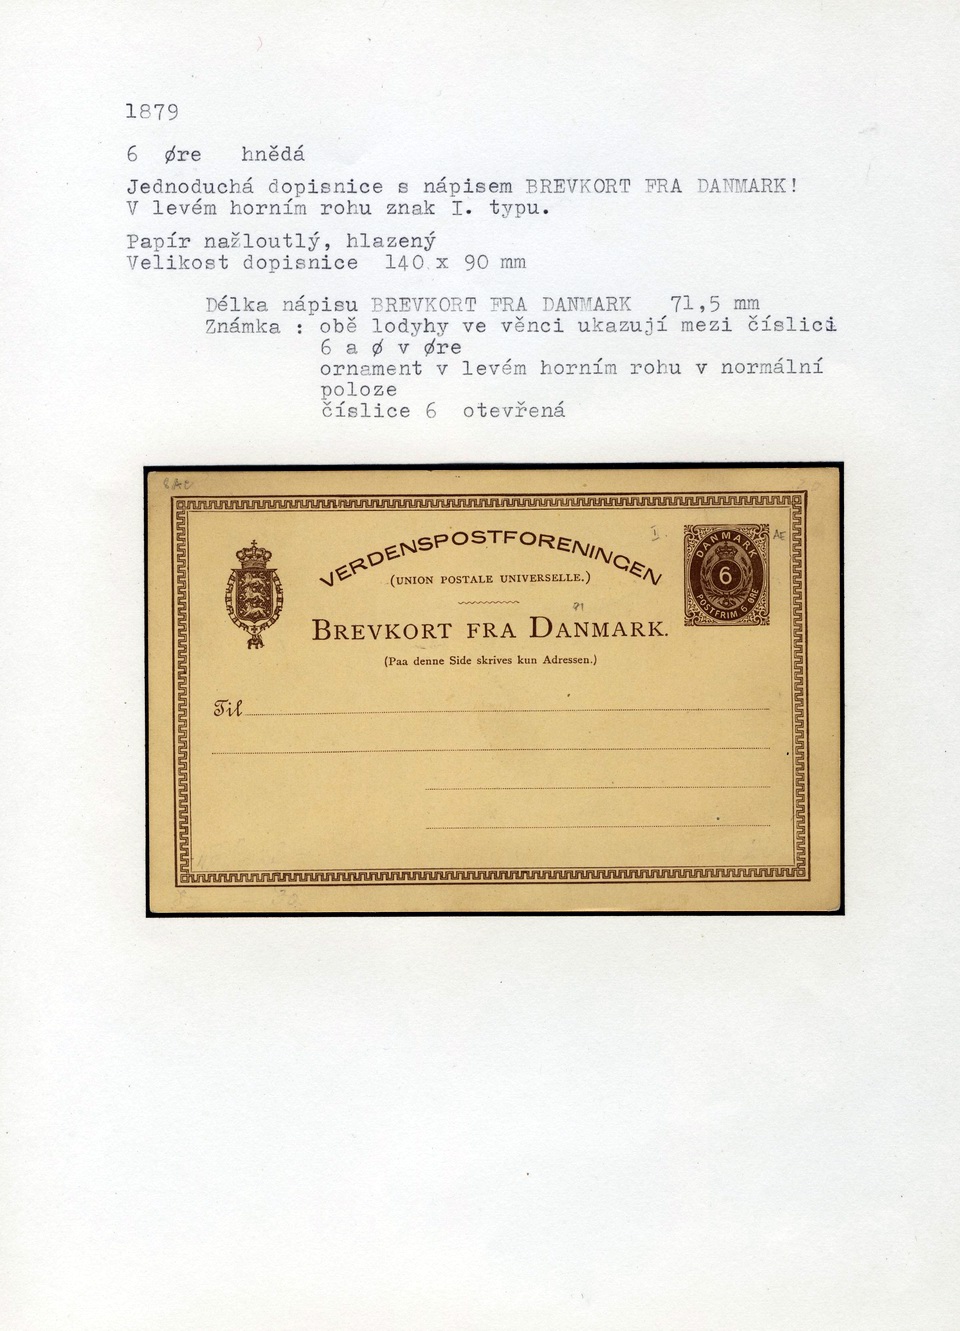 1879
6 øre hnědá
Jednoduchá dopisnice s nápisem BREVKORT FRA DANMARK!
V levém horním rohu znak I. typu.
Papír nažloutlý, hlazený
Velikost dopisnice 140 x 90 mm
Délka nápisu BREVKORT FRA DANMARK 71,5 mm
Známka : obě lodyhy ve věnci ukazují mezi číslici
6 a ø v øre
ornament v levém horním rohu v normální
poloze
číslice 6 otevřená
VERDENSPOSTFORENINGEN
I.
AE
DANMARK
6
POSTFRIM 6 ØRE
(UNION POSTALE UNIVERSELLE.)
BREVKORT FRA DANMARK.
(Paa denne Side skrives kun Adressen.)
Til